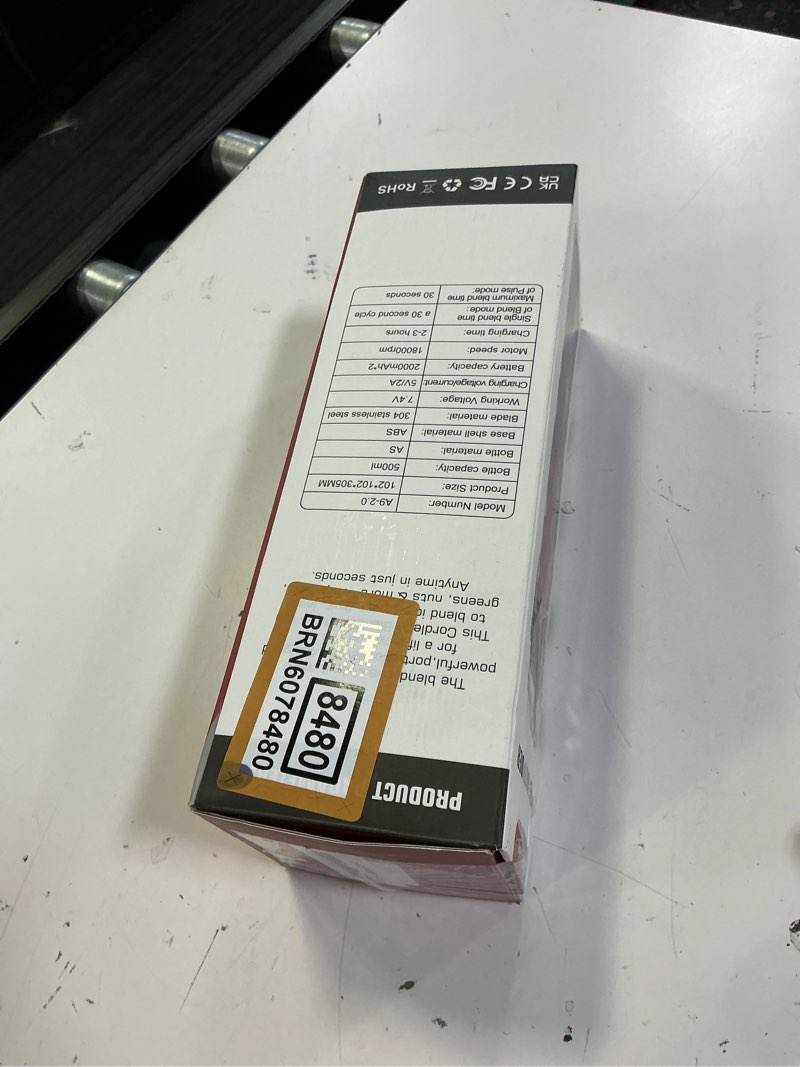 PRODUCT
The blend
powerful,port
for a lif
This Cordle
to blend ic
greens, nuts & more
Anytime in just seconds.
BRN6078480
8480
Model Number: A9-2.0
Product Size: 102*102*305MM
Bottle capacity: 500ml
Bottle material: AS
Base shell material: ABS
Blade material: 304 stainless steel
Working Voltage: 7.4V
Charging voltage/current: 5V/2A
Battery capacity: 2000mAh*2
Motor speed: 18000rpm
Charging time: 2-3 hours
Single blend time a 30 second cycle
of Blend mode:
Maximum blend time 30 seconds
of Pulse mode:
UK
CA CE FC RoHS